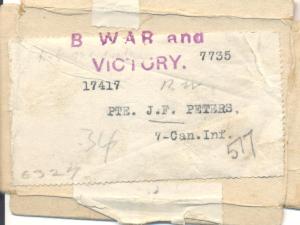 B WAR and
VICTORY. 7735
17417
PTE. J.F. PETERS.
34 7-Can.Inf. 517
6324